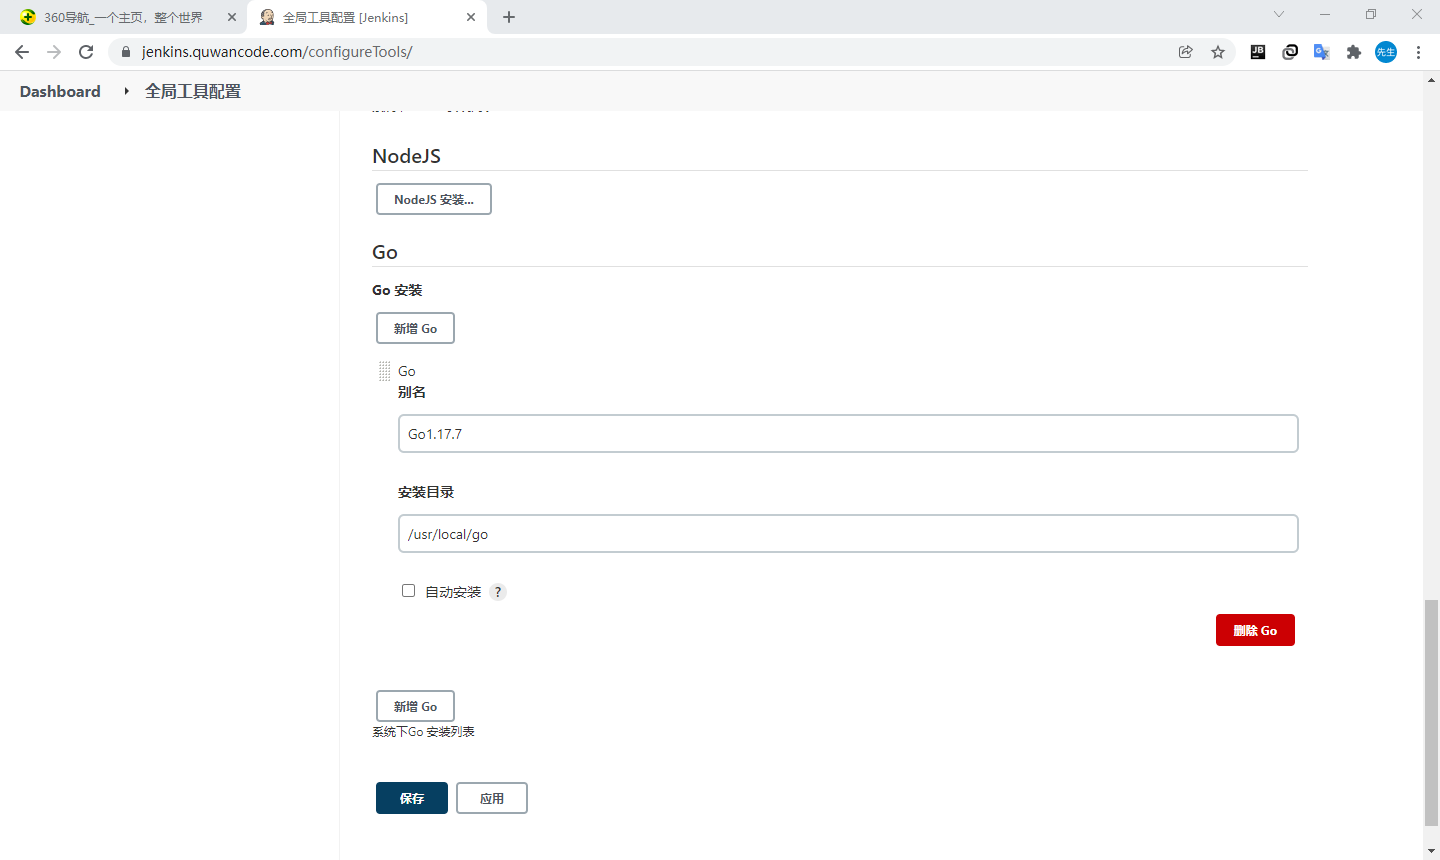 360导航_一个主页，整个世界
全局工具配置 [Jenkins]
jenkins.quwancode.com/configureTools/
JB
先生
Dashboard
全局工具配置
NodeJS
NodeJS 安装...
Go
Go 安装
新增 Go
Go
别名
Go1.17.7
安装目录
/usr/local/go
自动安装 ?
删除 Go
新增 Go
系统下Go 安装列表
保存
应用